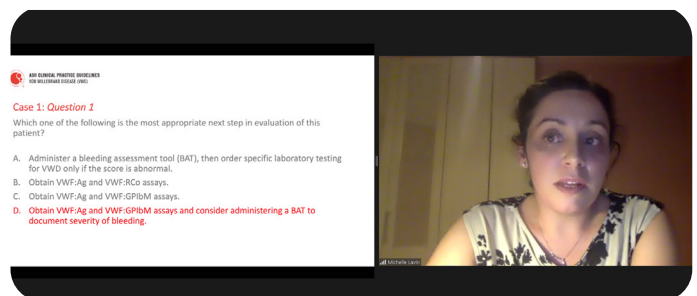 ASH CLINICAL PRACTICE GUIDELINES
VON WILLEBRAND DISEASE (VWD)
Case 1: Question 1
Which one of the following is the most appropriate next step in evaluation of this
patient?
A. Administer a bleeding assessment tool (BAT), then order specific laboratory testing
for VWD only if the score is abnormal.
B. Obtain VWF:Ag and VWF:RCo assays.
C. Obtain VWF:Ag and VWF:GPIbM assays.
D. Obtain VWF:Ag and VWF:GPIbM assays and consider administering a BAT to
document severity of bleeding.
Michelle Lavin